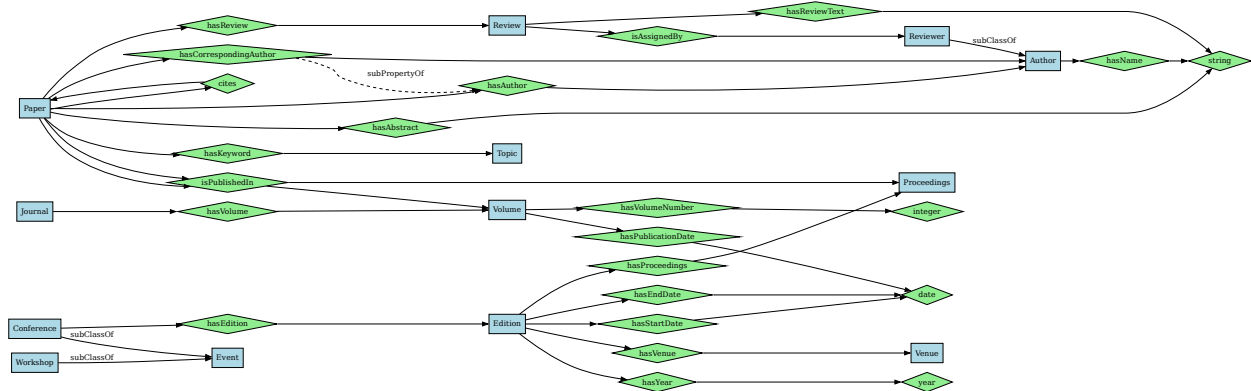 hasReviewText
hasReview
Review
isAssignedBy
Reviewer
subClassOf
hasCorrespondingAuthor
Author
hasName
string
subPropertyOf
cites
hasAuthor
Paper
hasAbstract
hasKeyword
Topic
isPublishedIn
Proceedings
Journal
hasVolume
Volume
hasVolumeNumber
integer
hasPublicationDate
hasProceedings
hasEndDate
date
Conference
subClassOf
hasEdition
Edition
hasStartDate
Workshop
subClassOf
Event
hasVenue
Venue
hasYear
year